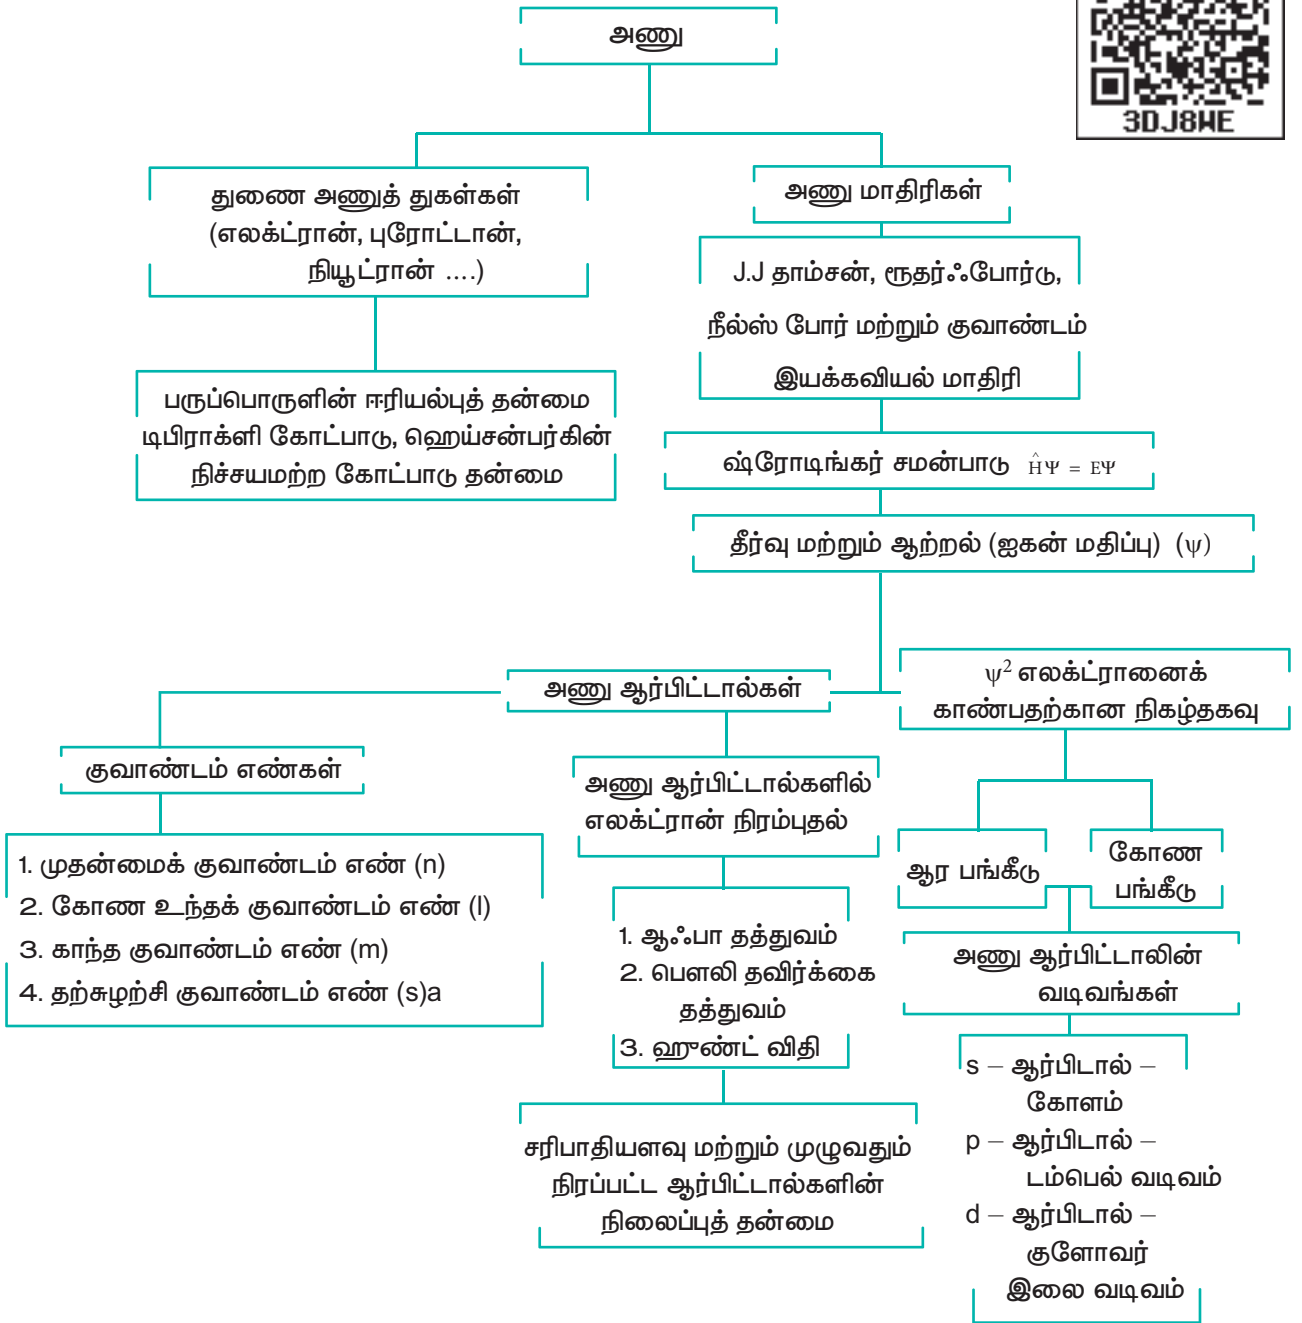 அணு
3DJ8WE
துணை அணுத் துகள்கள்
(எலக்ட்ரான், புரோட்டான்,
நியூட்ரான் ....)
பருப்பொருளின் ஈரியல்புத் தன்மை
டிபிராக்ளி கோட்பாடு, ஹெய்சன்பர்கின்
நிச்சயமற்ற கோட்பாடு தன்மை
அணு மாதிரிகள்
J.J தாம்சன், ரூதர்ஃபோர்டு,
நீல்ஸ் போர் மற்றும் குவாண்டம்
இயக்கவியல் மாதிரி
ஷ்ரோடிங்கர் சமன்பாடு ĤΨ = EΨ
தீர்வு மற்றும் ஆற்றல் (ஐகன் மதிப்பு) (ψ)
அணு ஆர்பிட்டால்கள்
குவாண்டம் எண்கள்
1. முதன்மைக் குவாண்டம் எண் (n)
2. கோண உந்தக் குவாண்டம் எண் (l)
3. காந்த குவாண்டம் எண் (m)
4. தற்சுழற்சி குவாண்டம் எண் (s)a
அணு ஆர்பிட்டால்களில்
எலக்ட்ரான் நிரம்புதல்
1. ஆஃபா தத்துவம்
2. பௌலி தவிர்க்கை
தத்துவம்
3. ஹுண்ட் விதி
சரிபாதியளவு மற்றும் முழுவதும்
நிரப்பட்ட ஆர்பிட்டால்களின்
நிலைப்புத் தன்மை
ψ² எலக்ட்ரானைக்
காண்பதற்கான நிகழ்தகவு
ஆர பங்கீடு
கோண
பங்கீடு
அணு ஆர்பிட்டாலின்
வடிவங்கள்
s – ஆர்பிடால் –
கோளம்
p – ஆர்பிடால் –
டம்பெல் வடிவம்
d – ஆர்பிடால் –
குளோவர்
இலை வடிவம்